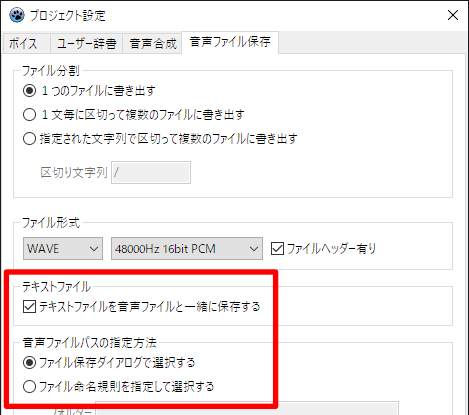 プロジェクト設定
ボイス ユーザー辞書 音声合成 音声ファイル保存
ファイル分割
1つのファイルに書き出す
1文毎に区切って複数のファイルに書き出す
指定された文字列で区切って複数のファイルに書き出す
区切り文字列 /
ファイル形式
WAVE 48000Hz 16bit PCM ファイルヘッダー有り
テキストファイル
テキストファイルを音声ファイルと一緒に保存する
音声ファイルパスの指定方法
ファイル保存ダイアログで選択する
ファイル命名規則を指定して選択する
フォルダー